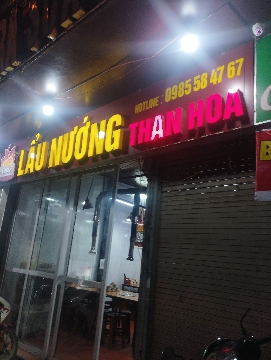 HOTLINE : 0985 58 47 67
LẨU NƯỚNG THAN HOA